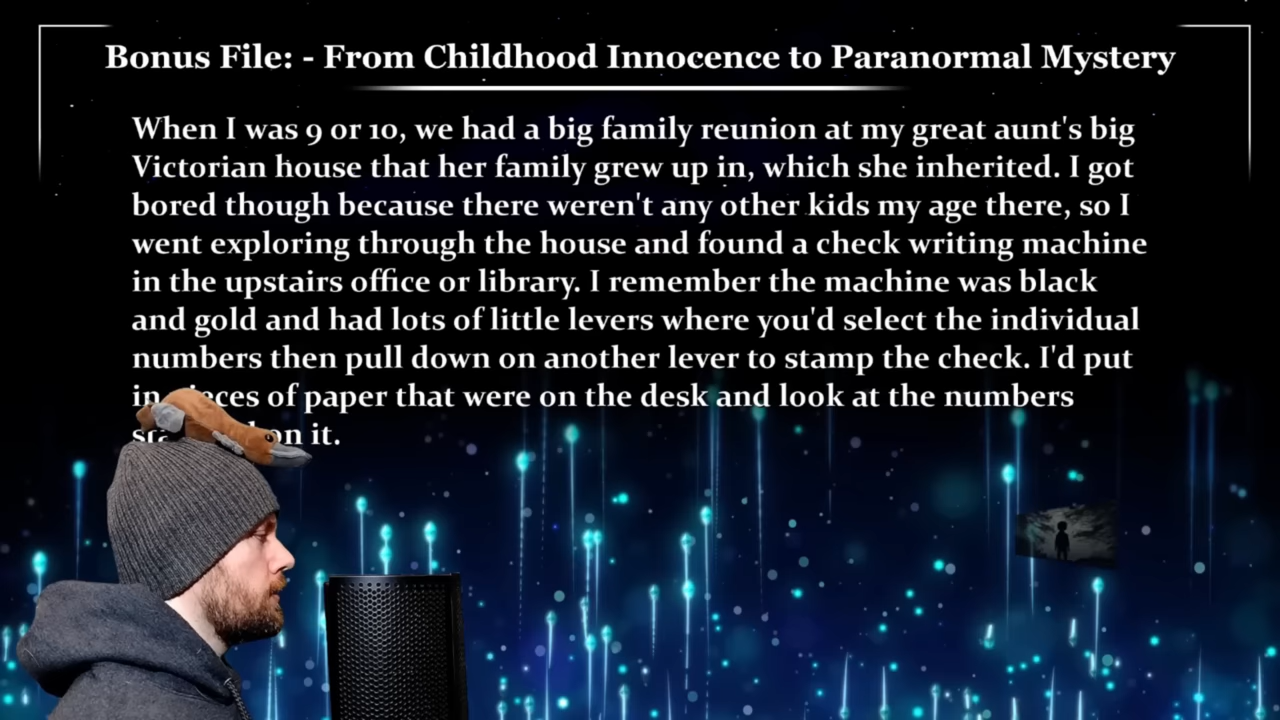 Bonus File: - From Childhood Innocence to Paranormal Mystery
When I was 9 or 10, we had a big family reunion at my great aunt's big
Victorian house that her family grew up in, which she inherited. I got
bored though because there weren't any other kids my age there, so I
went exploring through the house and found a check writing machine
in the upstairs office or library. I remember the machine was black
and gold and had lots of little levers where you'd select the individual
numbers then pull down on another lever to stamp the check. I'd put
in of paper that were on the desk and look at the numbers
on it.